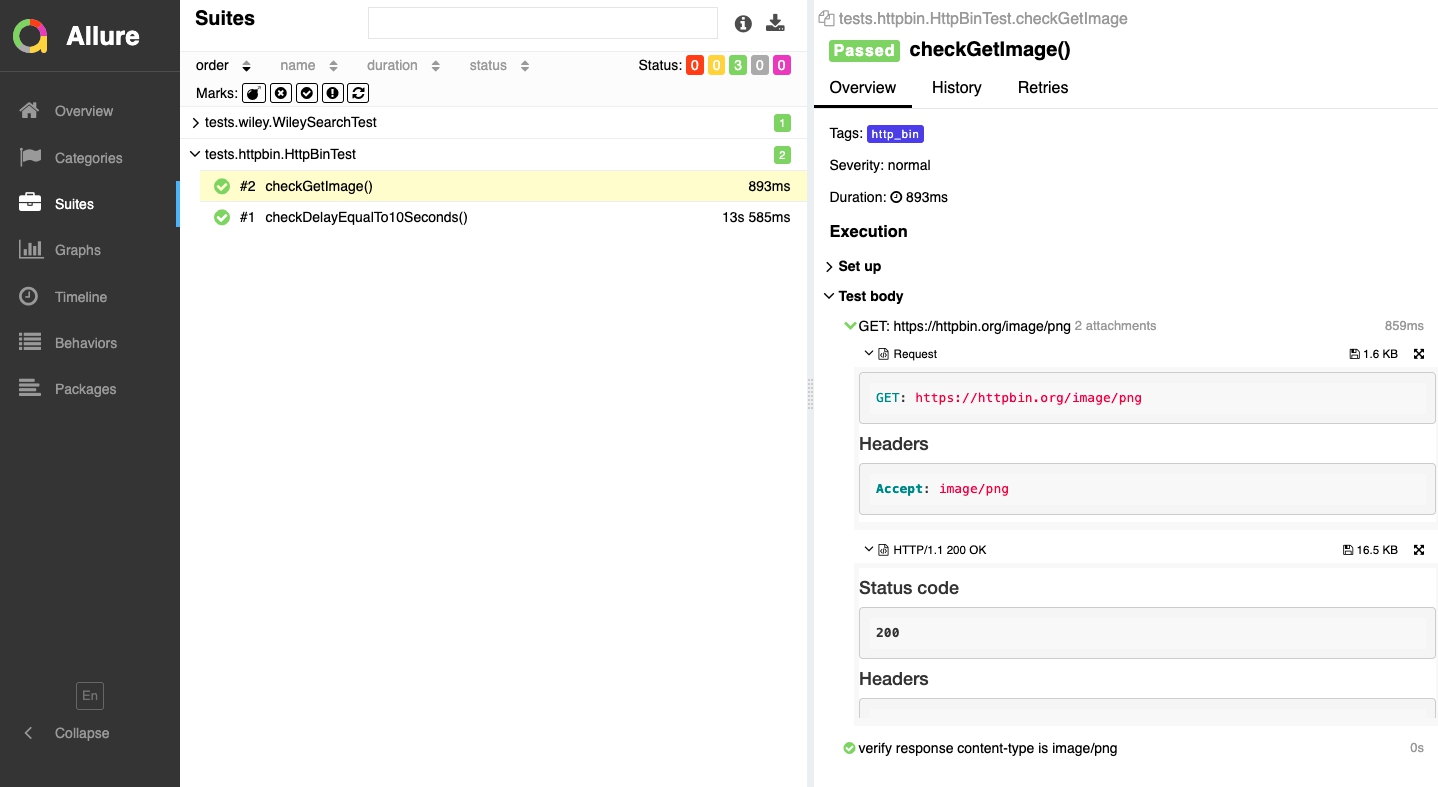 Allure
Overview
Categories
Suites
Graphs
Timeline
Behaviors
Packages
En
Collapse
Suites
order name duration status Status: 0 0 3 0 0
Marks:
tests.wiley.WileySearchTest 1
tests.httpbin.HttpBinTest 2
#2 checkGetImage() 893ms
#1 checkDelayEqualTo10Seconds() 13s 585ms
tests.httpbin.HttpBinTest.checkGetImage
Passed checkGetImage()
Overview History Retries
Tags: http_bin
Severity: normal
Duration: 893ms
Execution
Set up
Test body
GET: https://httpbin.org/image/png 2 attachments 859ms
Request 1.6 KB
GET: https://httpbin.org/image/png
Headers
Accept: image/png
HTTP/1.1 200 OK 16.5 KB
Status code
200
Headers
verify response content-type is image/png 0s